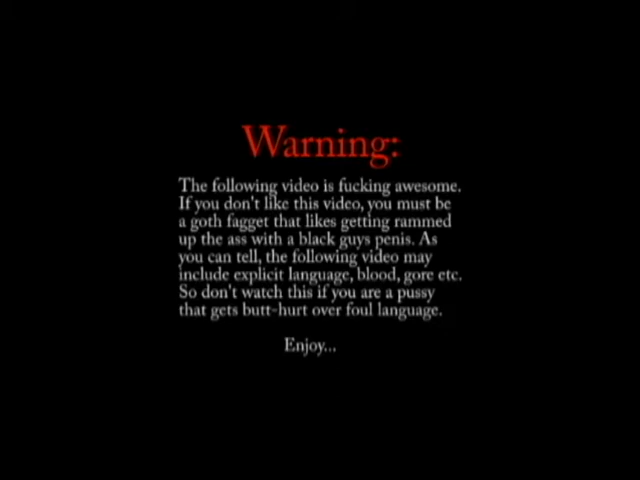 Warning:
The following video is fucking awesome.
If you don't like this video, you must be
a goth fagget that likes getting rammed
up the ass with a black guys penis. As
you can tell, the following video may
include explicit language, blood, gore etc.
So don't watch this if you are a pussy
that gets butt-hurt over foul language.
Enjoy...